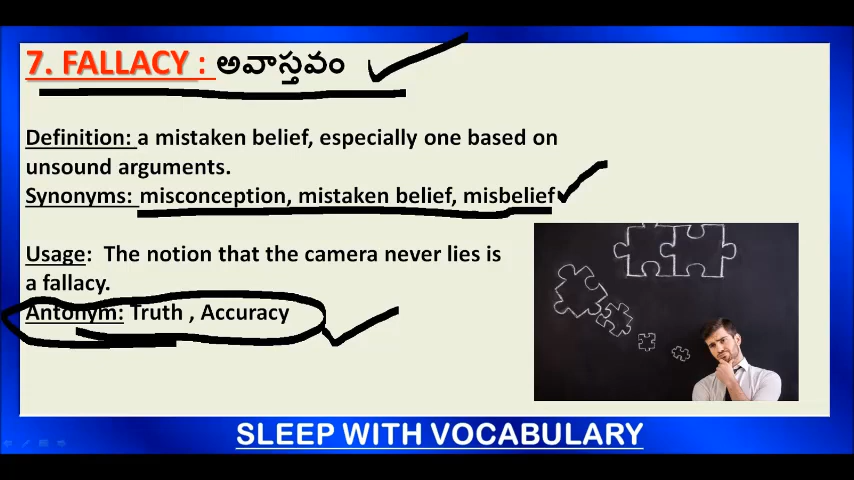 7. FALLACY : అవాస్తవం
Definition: a mistaken belief, especially one based on
unsound arguments.
Synonyms: misconception, mistaken belief, misbelief
Usage: The notion that the camera never lies is
a fallacy.
Antonym: Truth , Accuracy
SLEEP WITH VOCABULARY